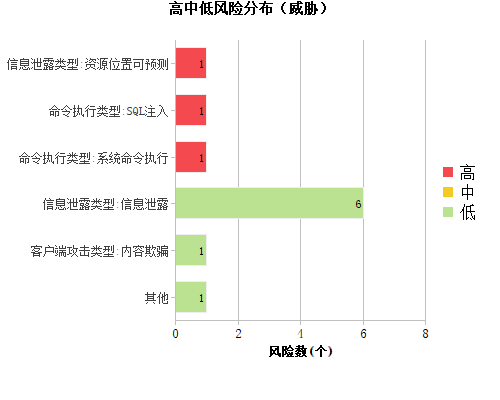 高中低风险分布（威胁）
信息泄露类型:资源位置可预测 1
命令执行类型:SQL注入 1
命令执行类型:系统命令执行 1
信息泄露类型:信息泄露 6
客户端攻击类型:内容欺骗 1
其他 1
0 2 4 6 8
风险数(个)
高
中
低